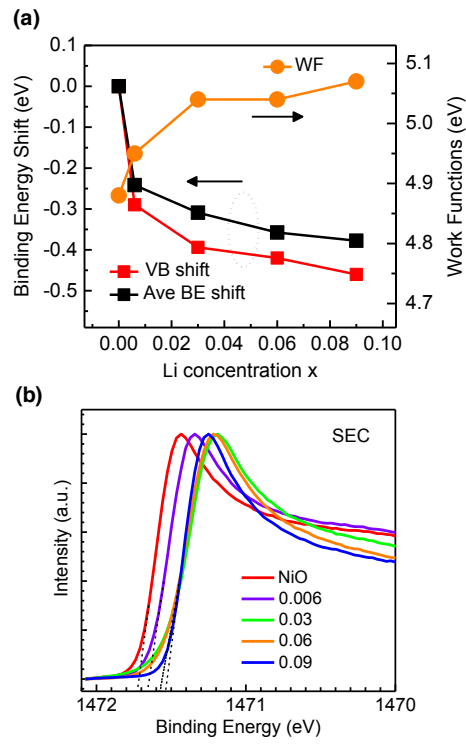 (a)
0.1
0.0
-0.1
-0.2
-0.3
-0.4
-0.5
Binding Energy Shift (eV)
WF
VB shift
Ave BE shift
5.1
5.0
4.9
4.8
4.7
Work Functions (eV)
0.00 0.02 0.04 0.06 0.08 0.10
Li concentration x
(b)
SEC
Intensity (a.u.)
NiO
0.006
0.03
0.06
0.09
1472 1471 1470
Binding Energy (eV)